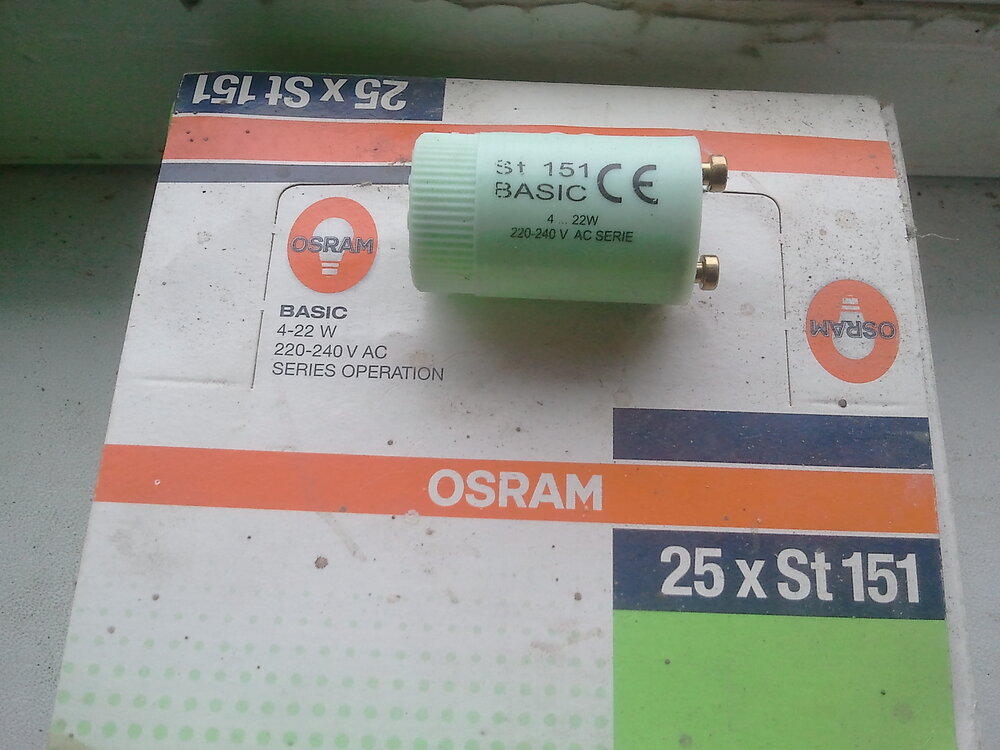 25 x St 151
St 151
BASIC
CE
4 ... 22W
220-240 V AC SERIE
OSRAM
BASIC
4-22 W
220-240 V AC
SERIES OPERATION
OSRAM
OSRAM
25 x St 151